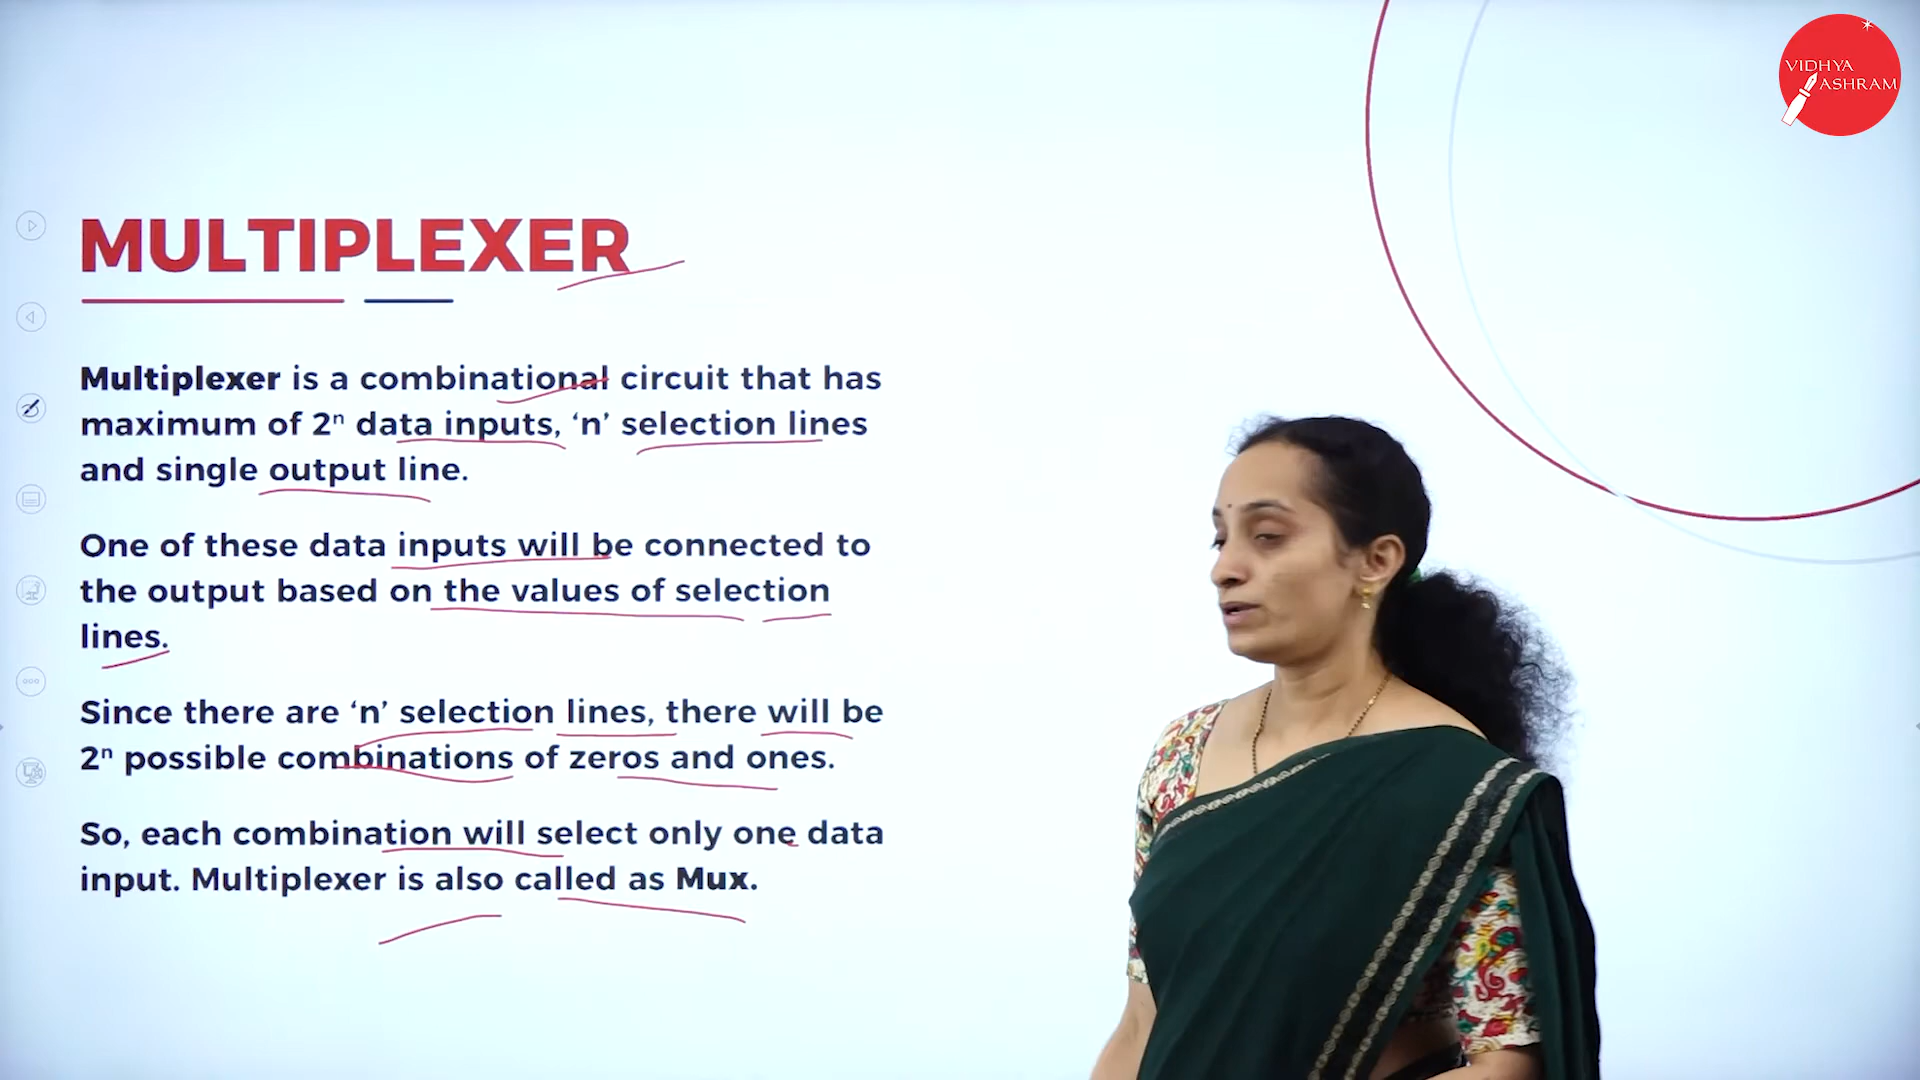 VIDHYA
ASHRAM
MULTIPLEXER
Multiplexer is a combinational circuit that has
maximum of 2ⁿ data inputs, ‘n’ selection lines
and single output line.
One of these data inputs will be connected to
the output based on the values of selection
lines.
Since there are ‘n’ selection lines, there will be
2ⁿ possible combinations of zeros and ones.
So, each combination will select only one data
input. Multiplexer is also called as Mux.